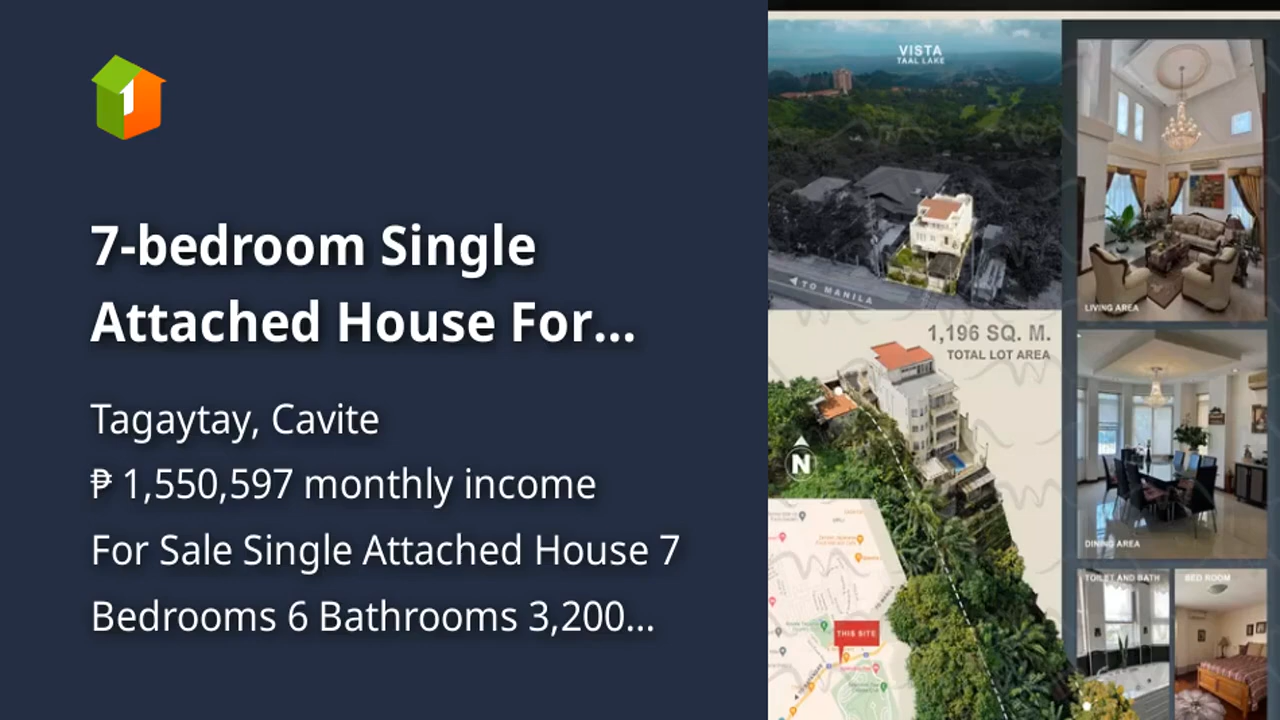 7-bedroom Single
Attached House For...
Tagaytay, Cavite
₱ 1,550,597 monthly income
For Sale Single Attached House 7
Bedrooms 6 Bathrooms 3,200...
VISTA
TAAL LAKE
TO MANILA
1,196 SQ. M.
TOTAL LOT AREA
N
THIS SITE
LIVING AREA
DINING AREA
TOILET AND BATH
BED ROOM